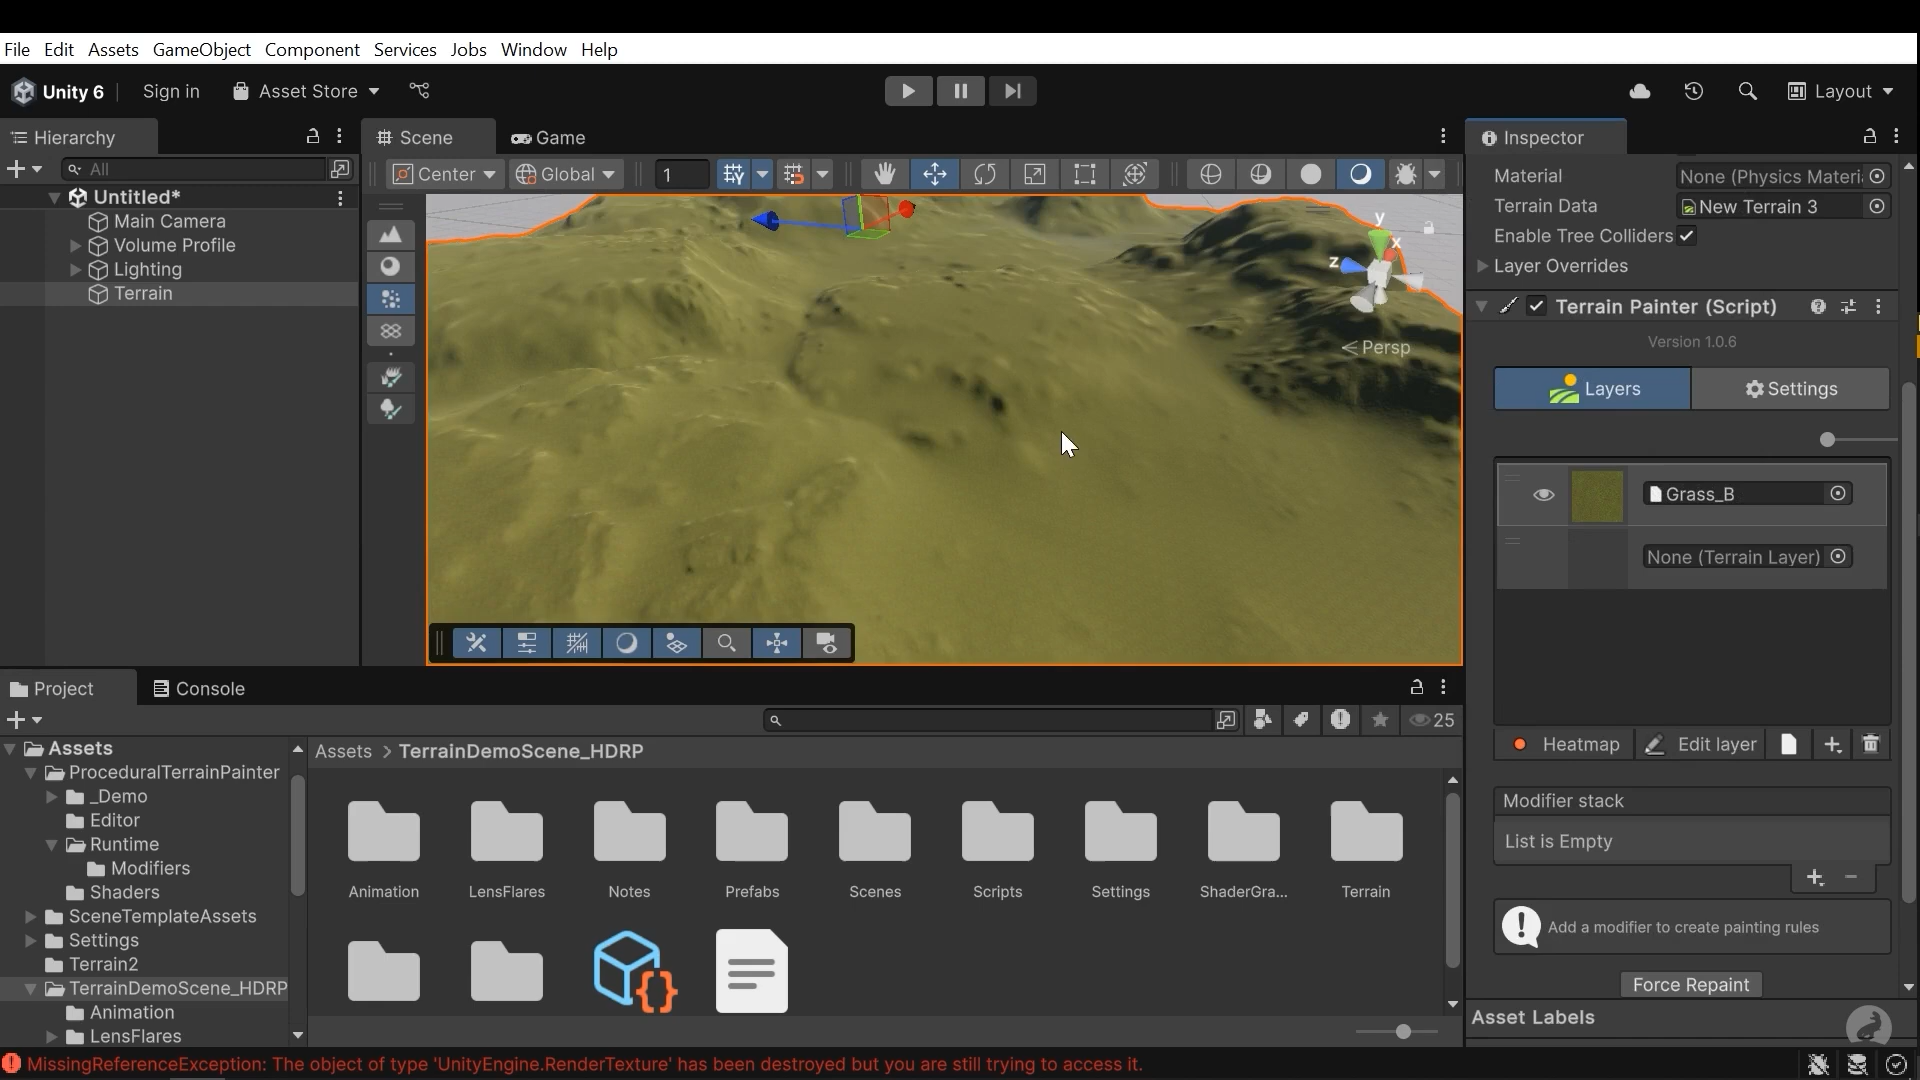 File Edit Assets GameObject Component Services Jobs Window Help
Unity 6 Sign in Asset Store Layout
Hierarchy
All
Untitled*
Main Camera
Volume Profile
Lighting
Terrain
Scene Game
Center Global 1
y
x
z
Persp
Inspector
Material None (Physics Materi
Terrain Data New Terrain 3
Enable Tree Colliders
Layer Overrides
Terrain Painter (Script)
Version 1.0.6
Layers Settings
Grass_B
None (Terrain Layer)
Heatmap Edit layer
Modifier stack
List is Empty
Add a modifier to create painting rules
Force Repaint
Asset Labels
Project Console
25
Assets
ProceduralTerrainPainter
_Demo
Editor
Runtime
Modifiers
Shaders
SceneTemplateAssets
Settings
Terrain2
TerrainDemoScene_HDRP
Animation
LensFlares
Assets > TerrainDemoScene_HDRP
Animation LensFlares Notes Prefabs Scenes Scripts Settings ShaderGra... Terrain
MissingReferenceException: The object of type 'UnityEngine.RenderTexture' has been destroyed but you are still trying to access it.